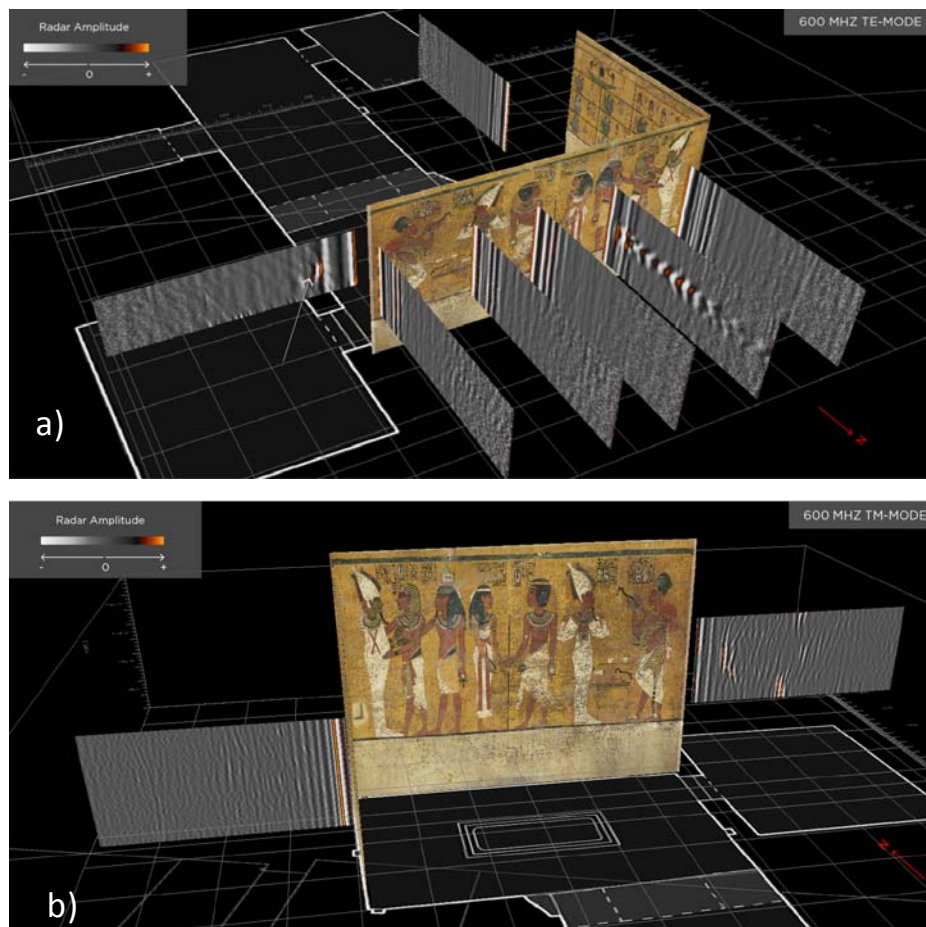 Radar Amplitude
600 MHZ TE-MODE
-
0
+
a)
Z
Radar Amplitude
600 MHZ TM-MODE
-
0
+
b)
Z